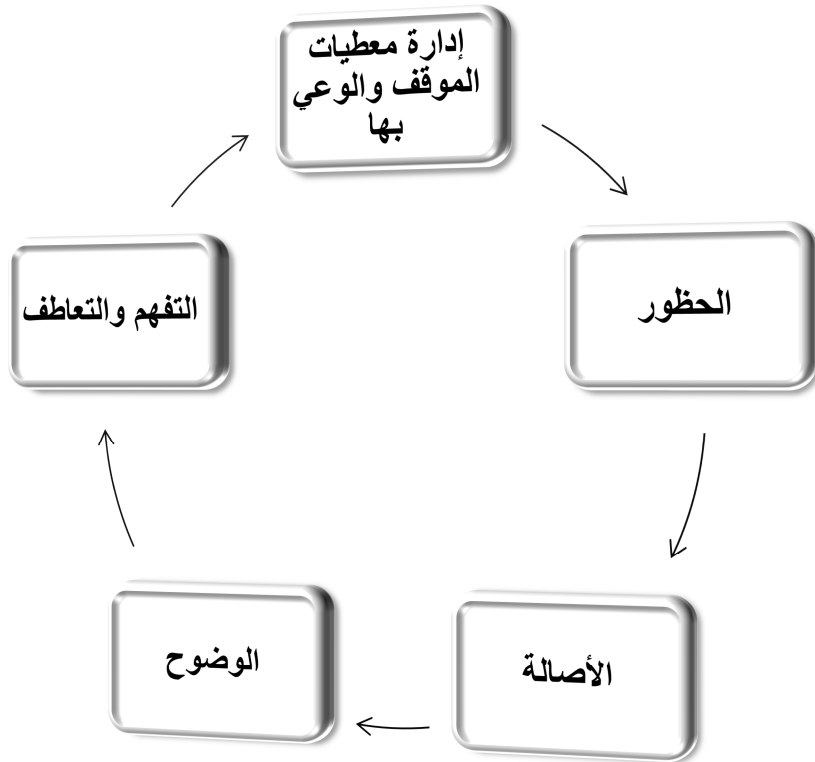 إدارة معطيات
الموقف والوعي
بها
الحظور
الأصالة
الوضوح
التفهم والتعاطف